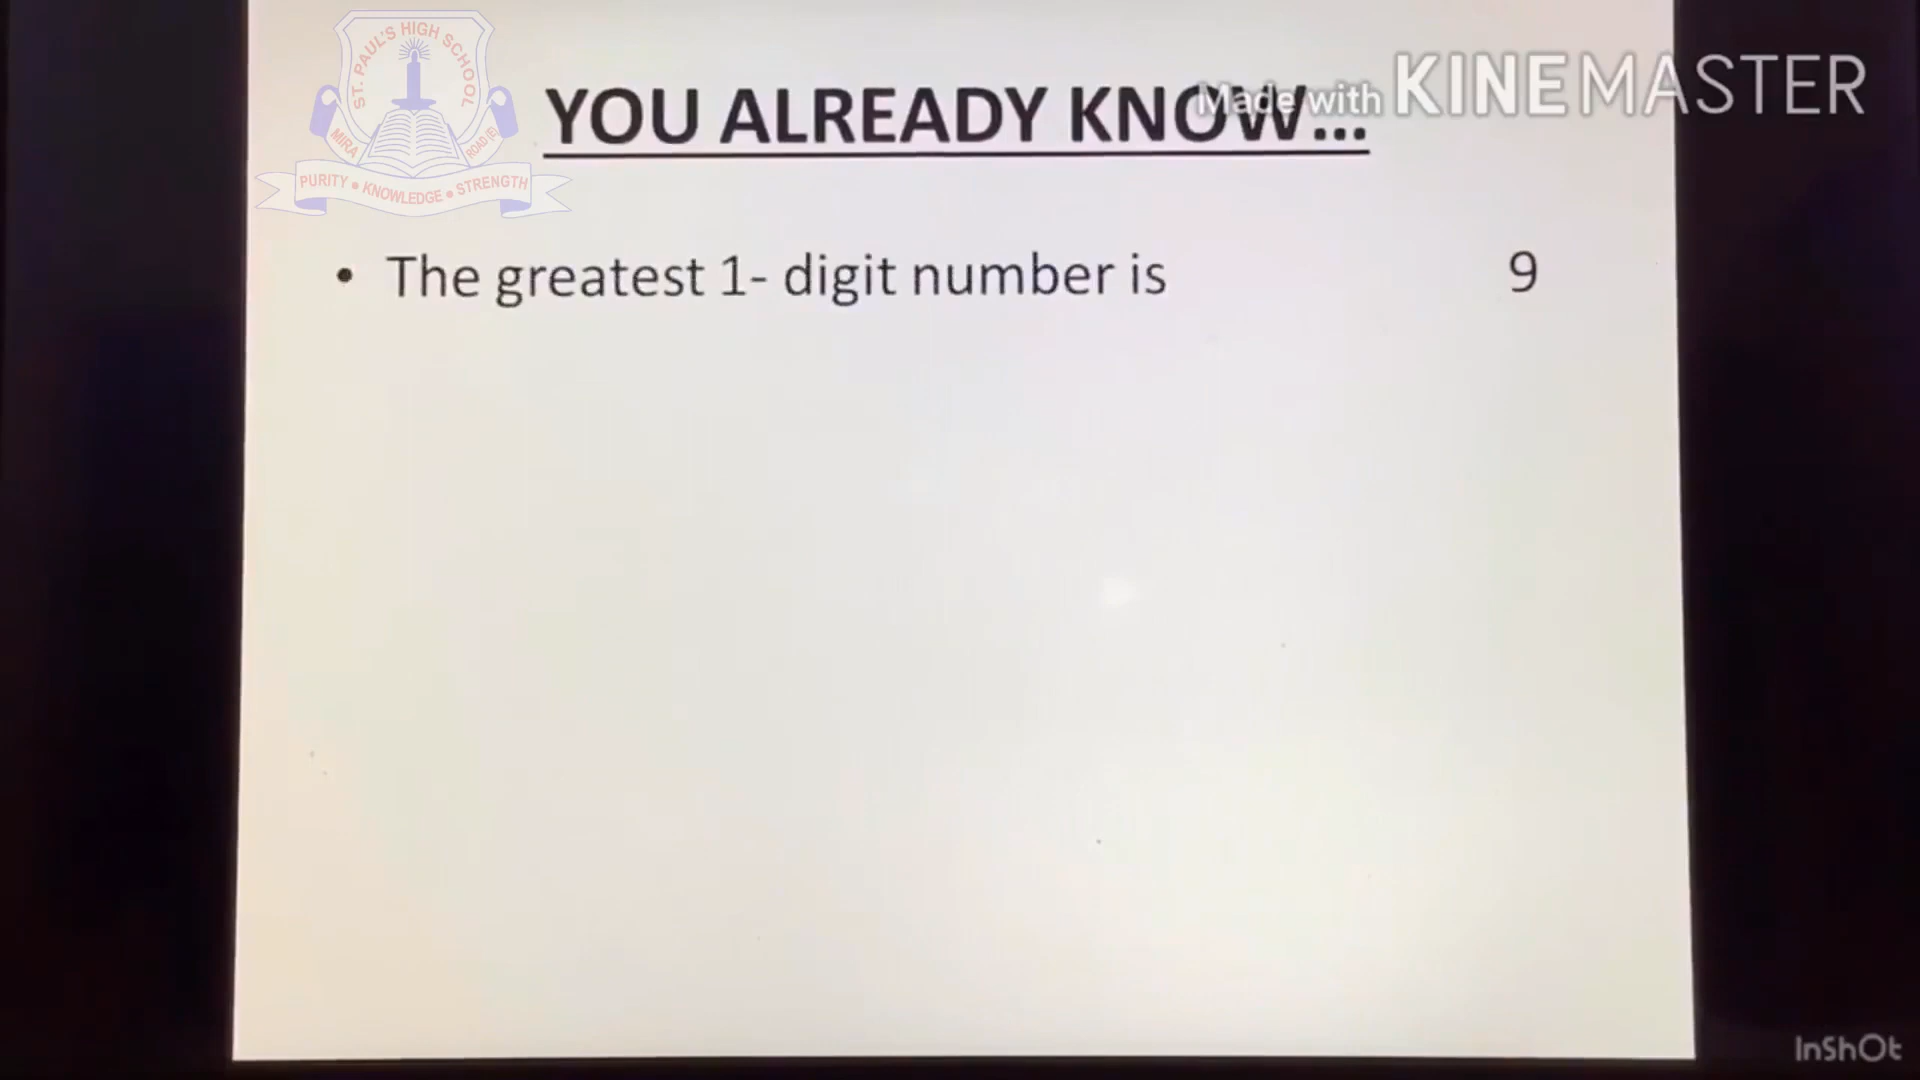 ST. PAUL'S HIGH SCHOOL
MIRA ROAD (E)
PURITY • KNOWLEDGE • STRENGTH
YOU ALREADY KNOW...
Made with KINEMASTER
• The greatest 1- digit number is 9
InShOt